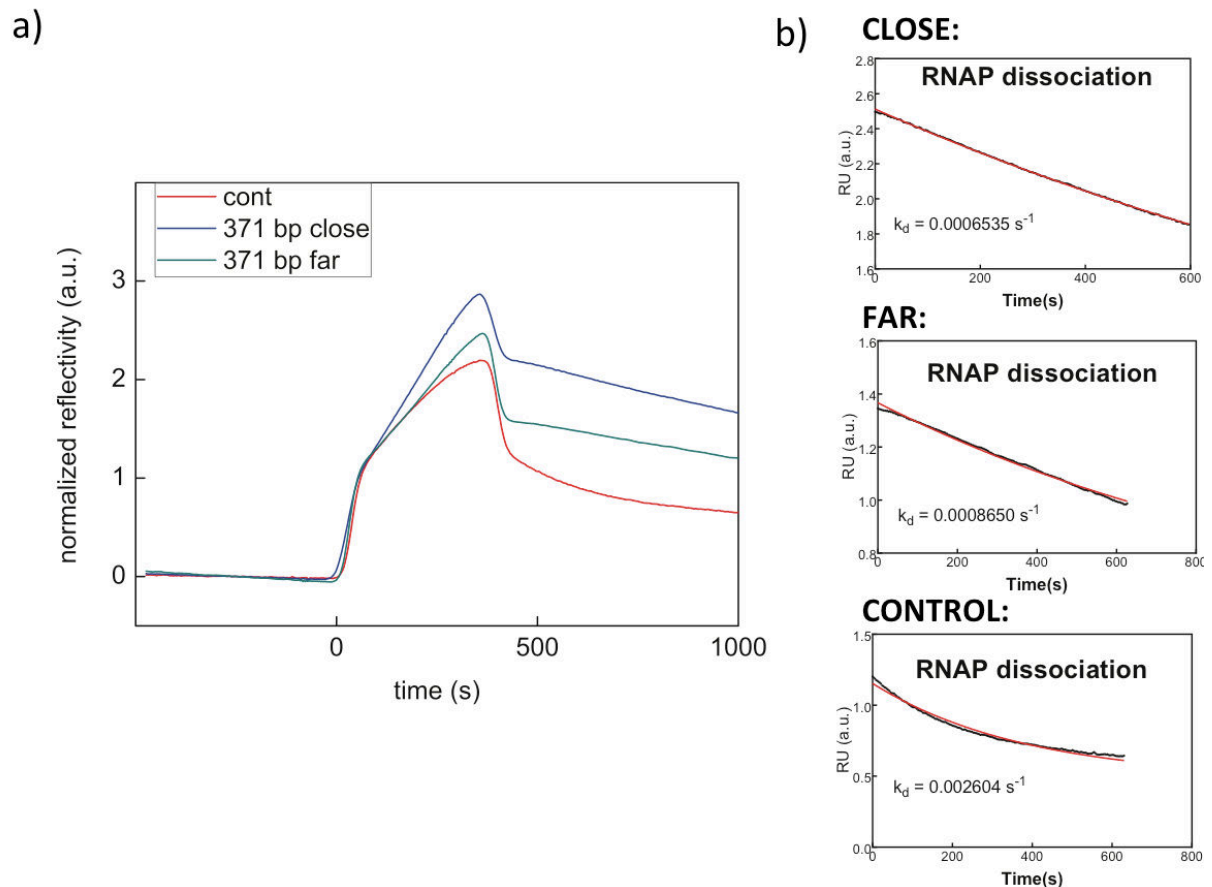 a)
normalized reflectivity (a.u.)
3
2
1
0
cont
371 bp close
371 bp far
0
500
1000
time (s)
b)
CLOSE:
RNAP dissociation
2.8
2.6
2.4
2.2
2.0
1.8
1.6
RU (a.u.)
k_d = 0.0006535 s⁻¹
0
200
400
600
Time(s)
FAR:
RNAP dissociation
1.6
1.4
1.2
1.0
0.8
RU (a.u.)
k_d = 0.0008650 s⁻¹
0
200
400
600
800
Time(s)
CONTROL:
RNAP dissociation
1.5
1.0
0.5
0.0
RU (a.u.)
k_d = 0.002604 s⁻¹
0
200
400
600
800
Time(s)